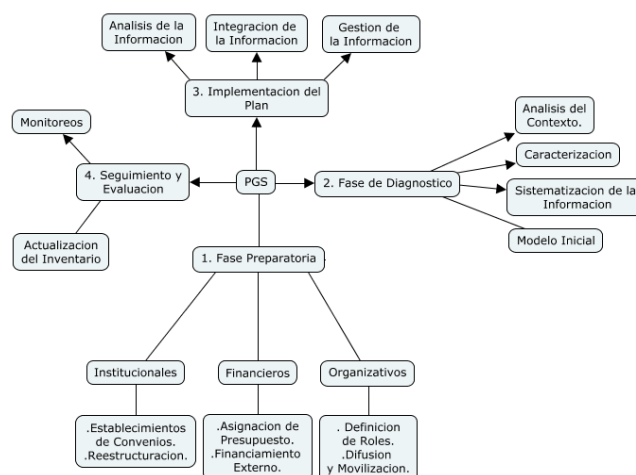 Analisis de la
Informacion
Integracion de
la Informacion
Gestion de
la Informacion
3. Implementacion del
Plan
Monitoreos
Analisis del
Contexto.
Caracterizacion
4. Seguimiento y
Evaluacion
PGS
2. Fase de Diagnostico
Sistematizacion de la
Informacion
Actualizacion
del Inventario
Modelo Inicial
1. Fase Preparatoria
Institucionales
Financieros
Organizativos
.Establecimientos
de Convenios.
.Reestructuracion.
.Asignacion de
Presupuesto.
.Financiamiento
Externo.
. Definicion
de Roles.
.Difusion
y Movilizacion.